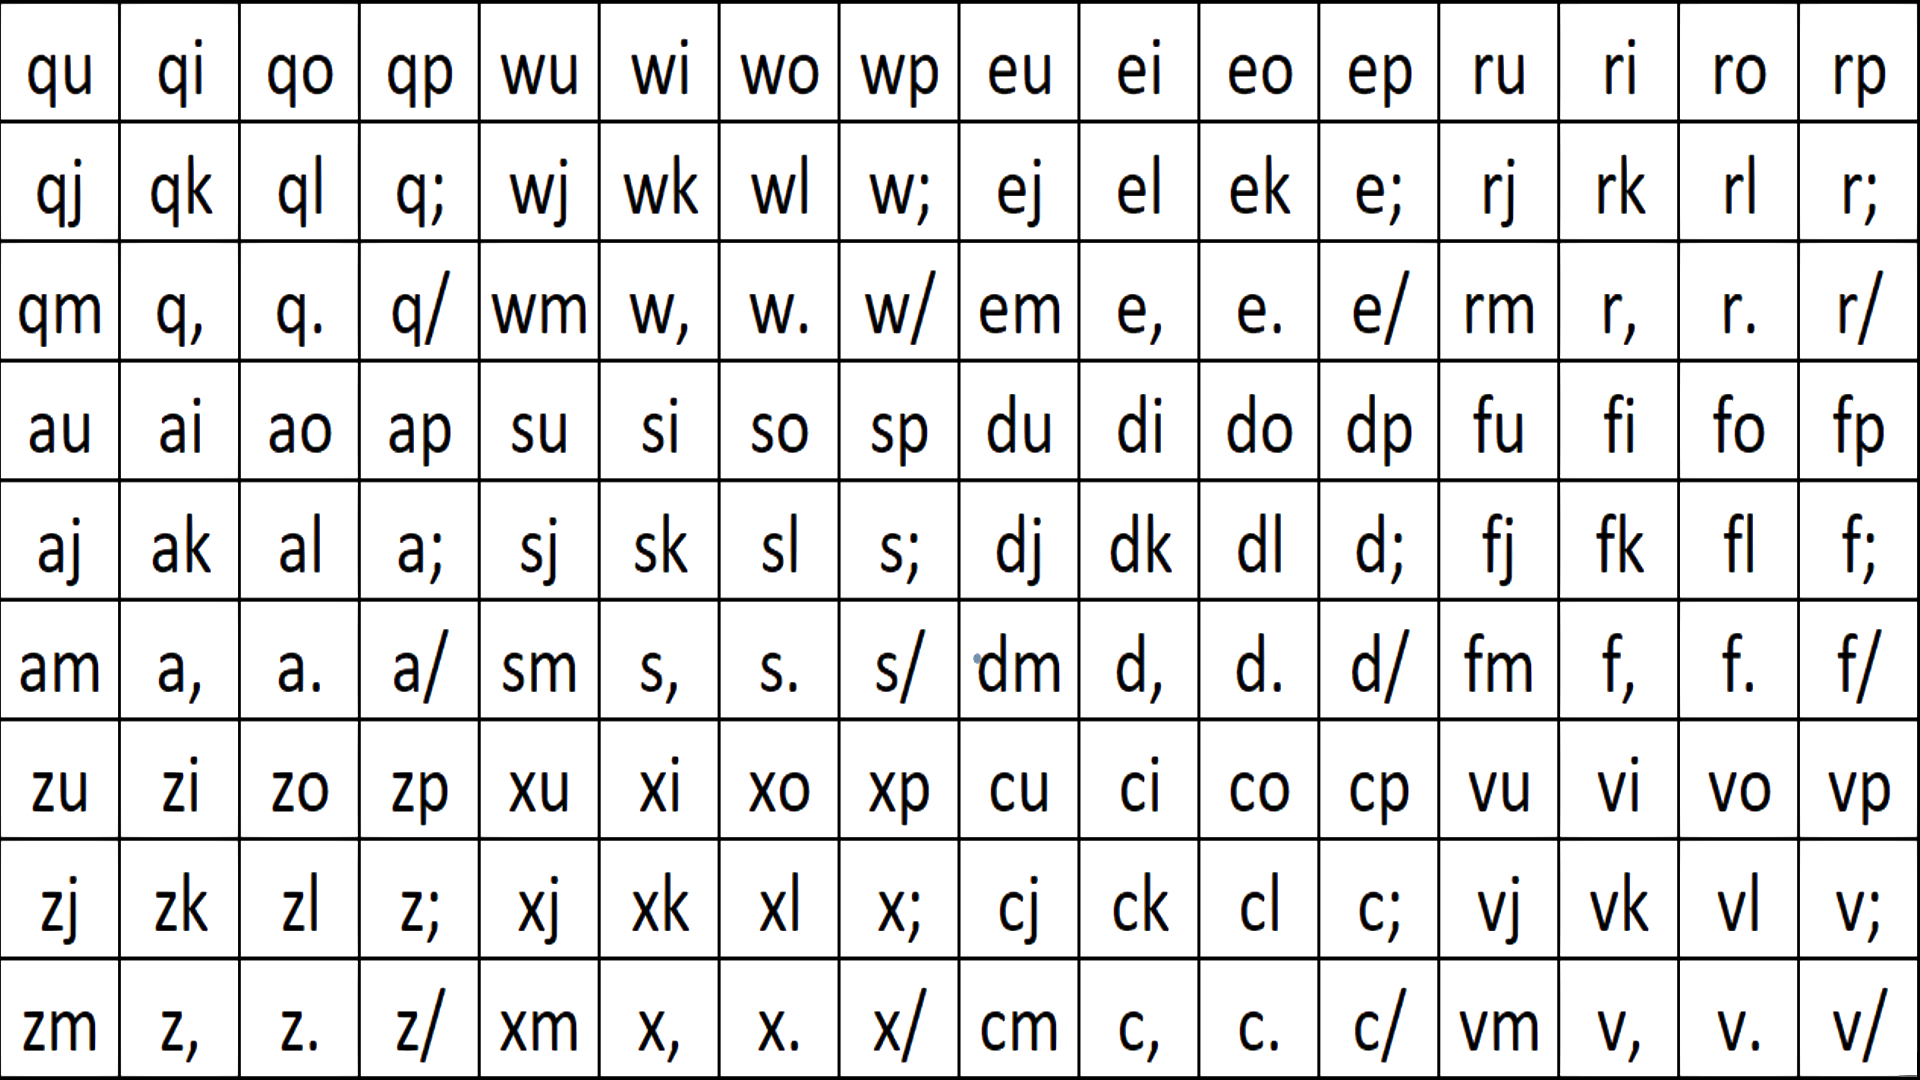 qu qi qo qp wu wi wo wp eu ei eo ep ru ri ro rp
qj qk ql q; wj wk wl w; ej el ek e; rj rk rl r;
qm q, q. q/ wm w, w. w/ em e, e. e/ rm r, r. r/
au ai ao ap su si so sp du di do dp fu fi fo fp
aj ak al a; sj sk sl s; dj dk dl d; fj fk fl f;
am a, a. a/ sm s, s. s/ dm d, d. d/ fm f, f. f/
zu zi zo zp xu xi xo xp cu ci co cp vu vi vo vp
zj zk zl z; xj xk xl x; cj ck cl c; vj vk vl v;
zm z, z. z/ xm x, x. x/ cm c, c. c/ vm v, v. v/